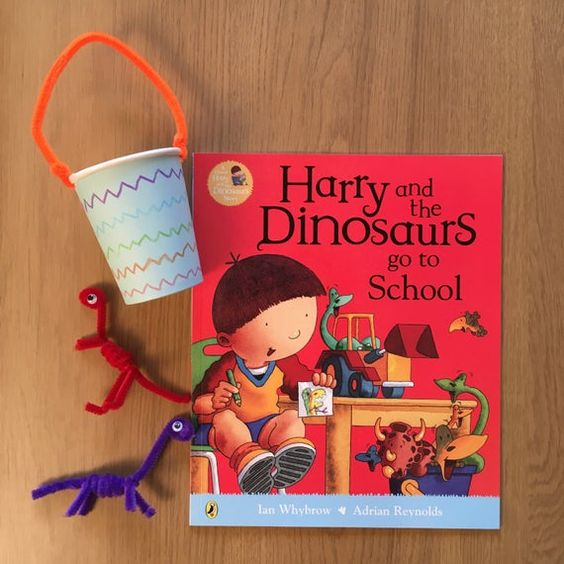 Harry and
the
Dinosaurs
go to
School
Ian Whybrow Adrian Reynolds